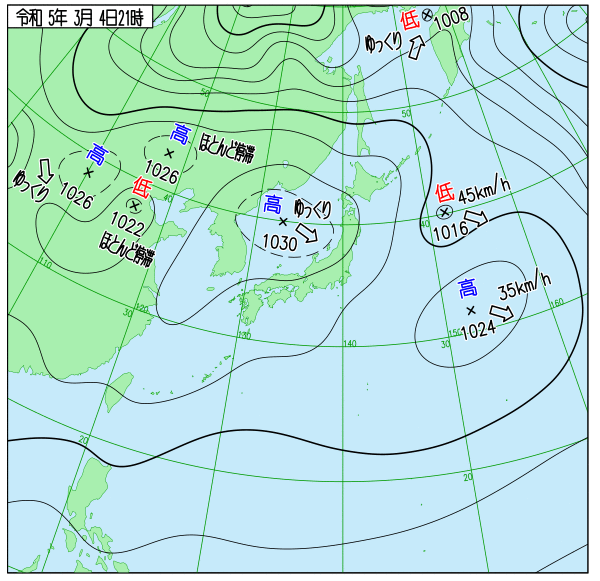 令和 5年 3月 4日21時
低
1008
ゆっくり
50
50
高
ほとんど停滞
1026
高
ゆっくり
1026
低
1022
ほとんど停滞
40
高
ゆっくり
1030
低
45km/h
1016
40
高
35km/h
1024
110
120
30
130
140
30
150
160
20
20